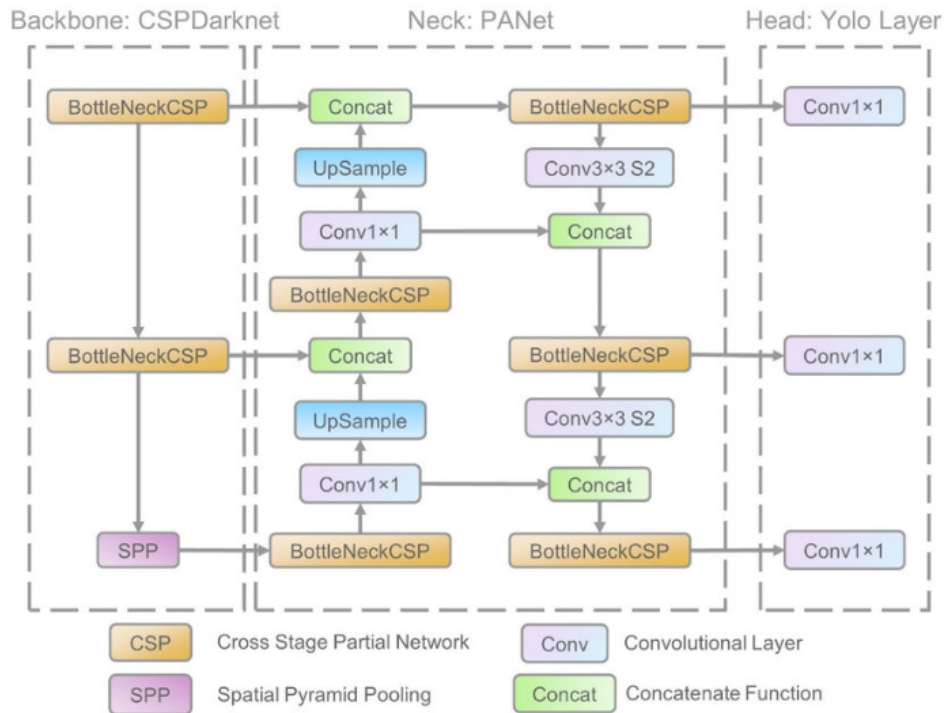 Backbone: CSPDarknet Neck: PANet Head: Yolo Layer
BottleNeckCSP Concat BottleNeckCSP Conv1×1
UpSample Conv3×3 S2
Conv1×1 Concat
BottleNeckCSP
BottleNeckCSP Concat BottleNeckCSP Conv1×1
UpSample Conv3×3 S2
Conv1×1 Concat
SPP BottleNeckCSP BottleNeckCSP Conv1×1
CSP Cross Stage Partial Network Conv Convolutional Layer
SPP Spatial Pyramid Pooling Concat Concatenate Function